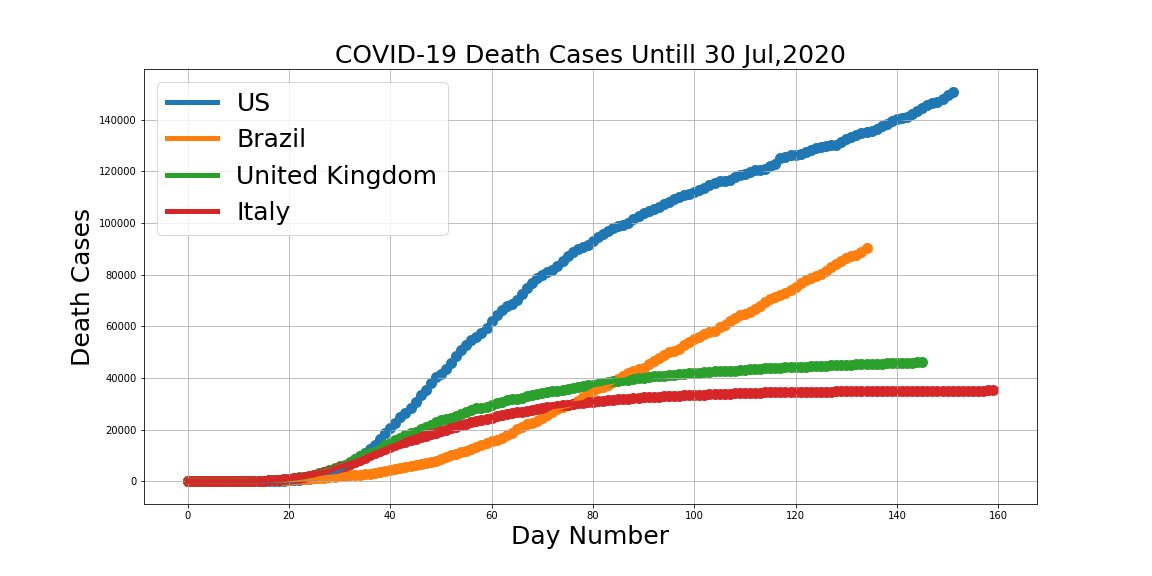 COVID-19 Death Cases Untill 30 Jul,2020
US
Brazil
United Kingdom
Italy
Death Cases
140000
120000
100000
80000
60000
40000
20000
0
0 20 40 60 80 100 120 140 160
Day Number